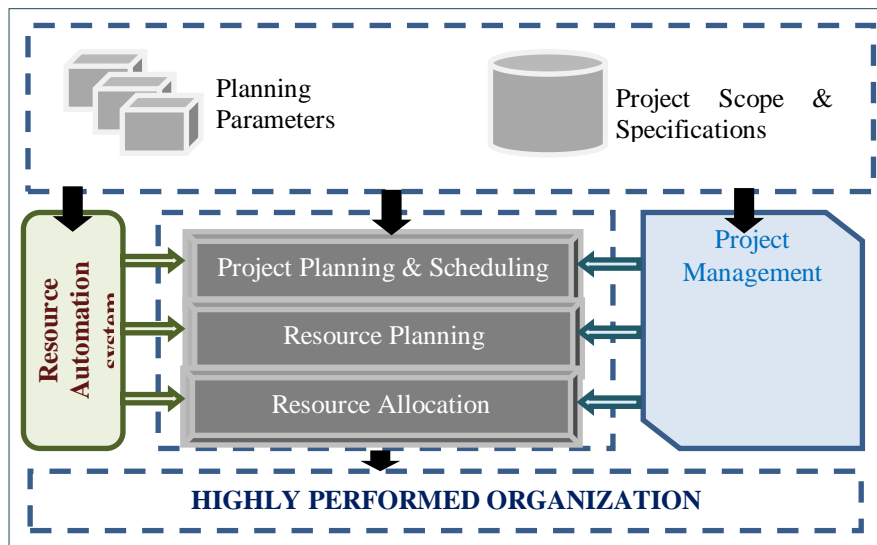 Planning
Parameters
Project Scope &
Specifications
Resource
Automation
system
Project Planning & Scheduling
Resource Planning
Resource Allocation
Project
Management
HIGHLY PERFORMED ORGANIZATION